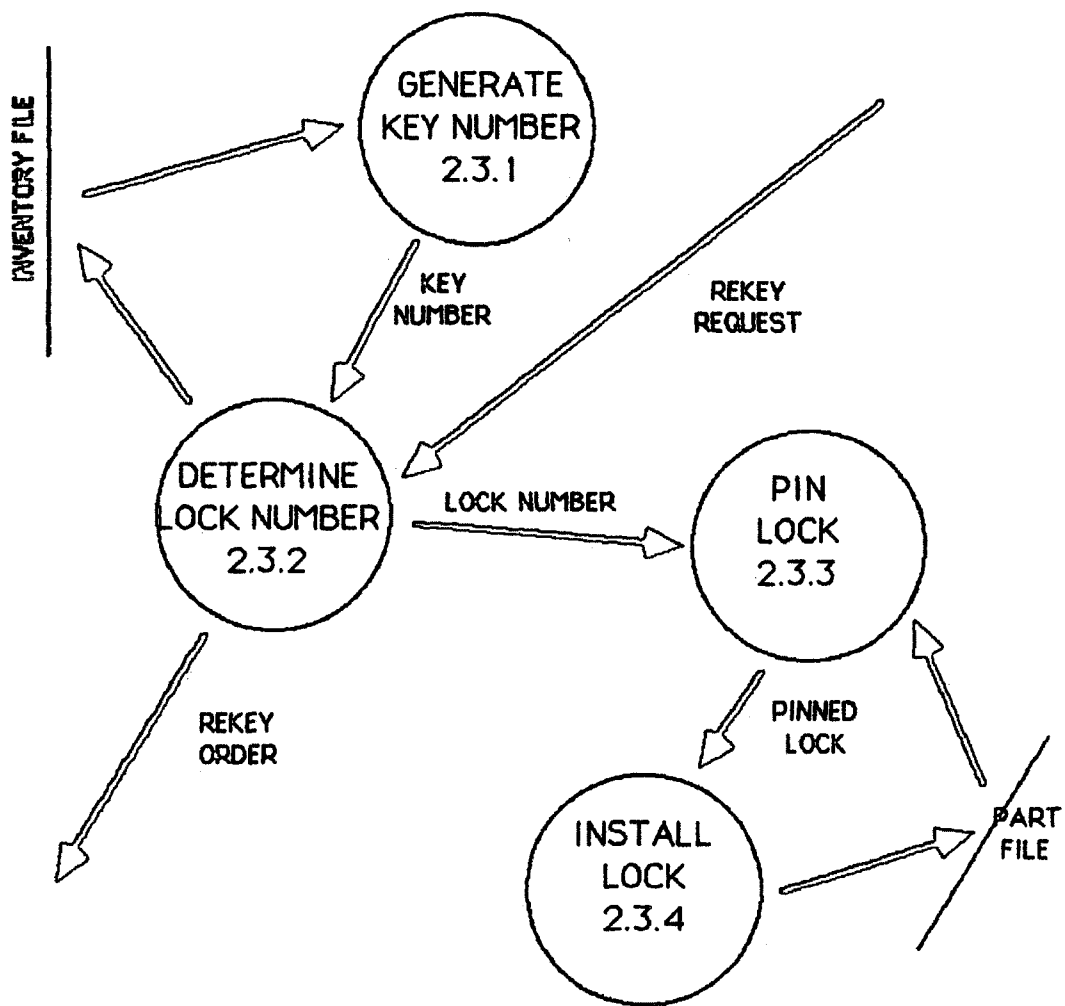 INVENTORY FILE
GENERATE
KEY NUMBER
2.3.1
KEY
NUMBER
REKEY
REQUEST
DETERMINE
LOCK NUMBER
2.3.2
LOCK NUMBER
PIN
LOCK
2.3.3
REKEY
ORDER
PINNED
LOCK
INSTALL
LOCK
2.3.4
PART
FILE